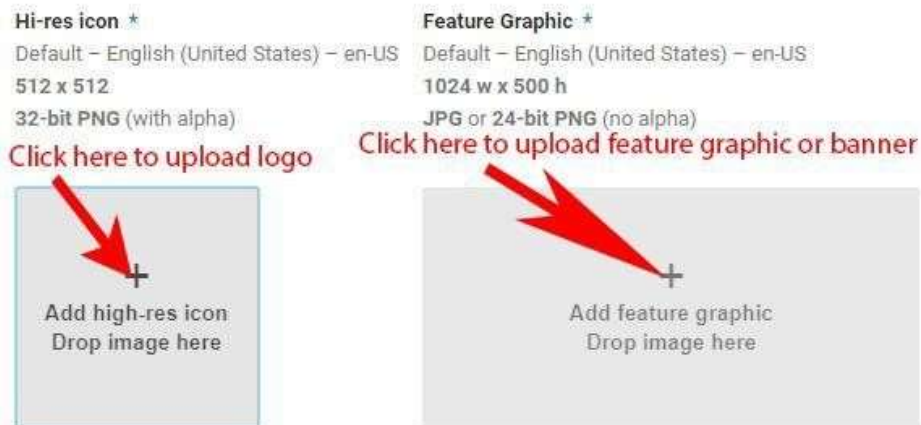 Hi-res icon *
Default – English (United States) – en-US
512 x 512
32-bit PNG (with alpha)
Click here to upload logo
+
Add high-res icon
Drop image here
Feature Graphic *
Default – English (United States) – en-US
1024 w x 500 h
JPG or 24-bit PNG (no alpha)
Click here to upload feature graphic or banner
+
Add feature graphic
Drop image here